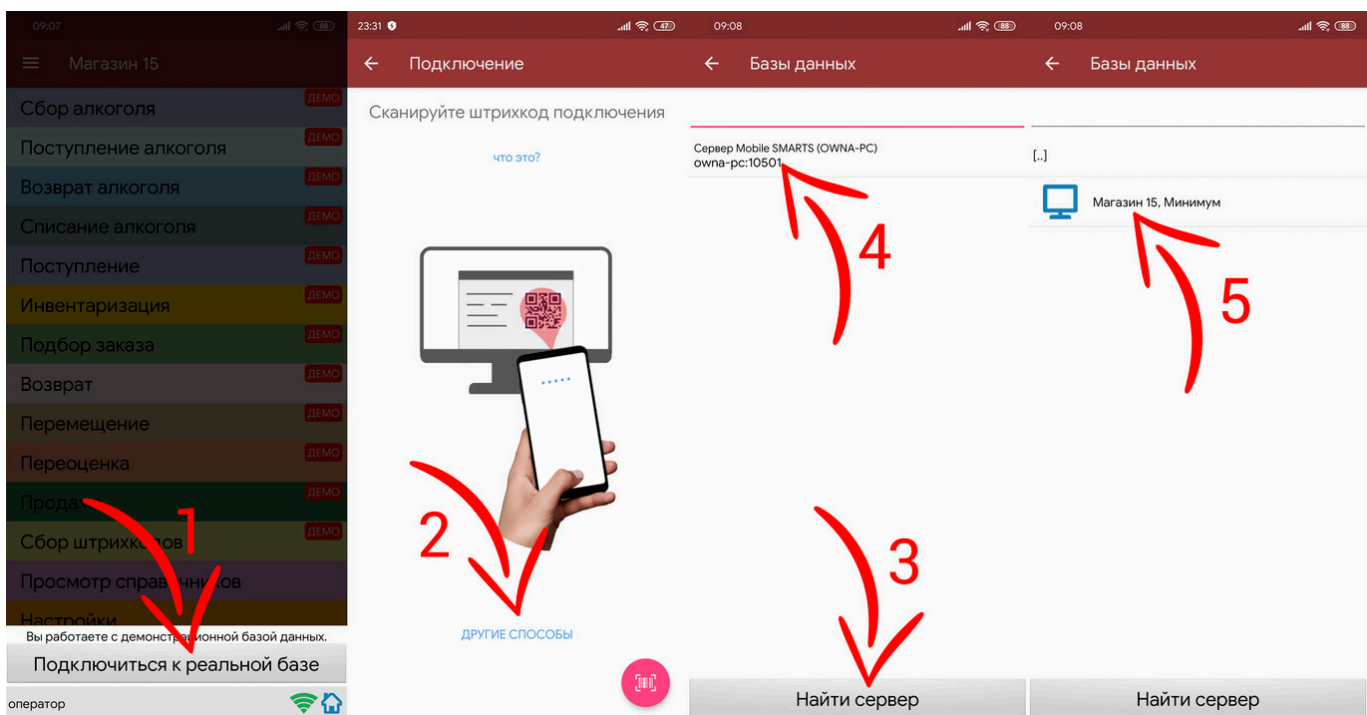 09:07
88
Магазин 15
Сбор алкоголя
ДЕМО
Поступление алкоголя
ДЕМО
Возврат алкоголя
ДЕМО
Списание алкоголя
ДЕМО
Поступление
ДЕМО
Инвентаризация
ДЕМО
Подбор заказа
ДЕМО
Возврат
ДЕМО
Перемещение
ДЕМО
Переоценка
ДЕМО
ДЕМО
Сбор
ДЕМО
Просмотр
Настройки
Вы работаете с демонстрационной базой данных.
Подключиться к реальной базе
оператор
1
23:31
47
Подключение
Сканируйте штрихкод подключения
что это?
2
ДРУГИЕ СПОСОБЫ
09:08
88
Базы данных
Сервер Mobile SMARTS (OWNA-PC)
owna-pc:10501
4
3
Найти сервер
09:08
88
Базы данных
[..]
Магазин 15, Минимум
5
Найти сервер